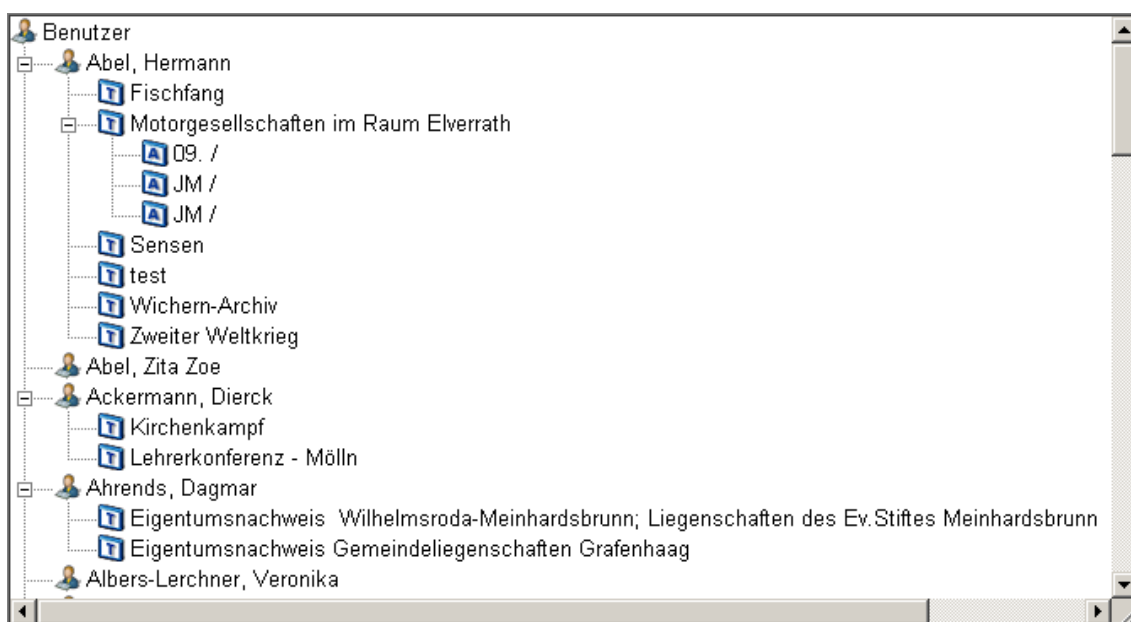 Benutzer
Abel, Hermann
Fischfang
Motorgesellschaften im Raum Elverrath
09. /
JM /
JM /
Sensen
test
Wichern-Archiv
Zweiter Weltkrieg
Abel, Zita Zoe
Ackermann, Dierck
Kirchenkampf
Lehrerkonferenz - Mölln
Ahrends, Dagmar
Eigentumsnachweis  Wilhelmsroda-Meinhardsbrunn; Liegenschaften des Ev.Stiftes Meinhardsbrunn
Eigentumsnachweis Gemeindeliegenschaften Grafenhaag
Albers-Lerchner, Veronika